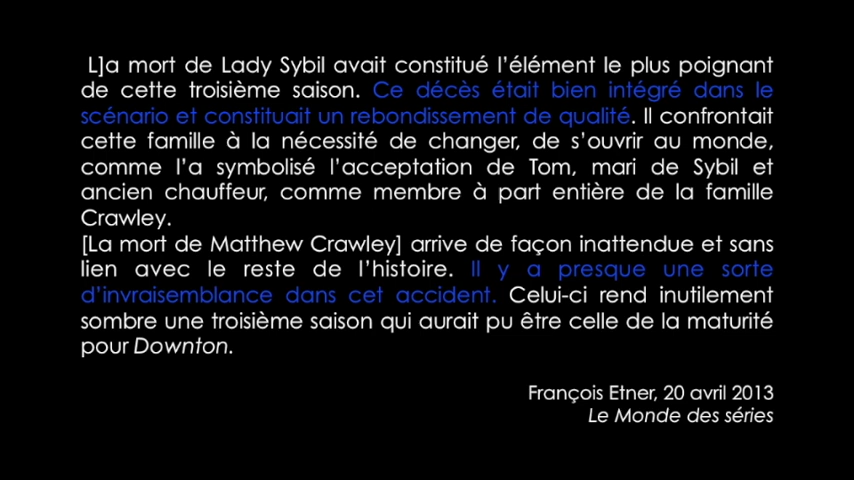 L]a mort de Lady Sybil avait constitué l’élément le plus poignant
de cette troisième saison. Ce décès était bien intégré dans le
scénario et constituait un rebondissement de qualité. Il confrontait
cette famille à la nécessité de changer, de s’ouvrir au monde,
comme l’a symbolisé l’acceptation de Tom, mari de Sybil et
ancien chauffeur, comme membre à part entière de la famille
Crawley.
[La mort de Matthew Crawley] arrive de façon inattendue et sans
lien avec le reste de l’histoire. Il y a presque une sorte
d’invraisemblance dans cet accident. Celui-ci rend inutilement
sombre une troisième saison qui aurait pu être celle de la maturité
pour Downton.
François Etner, 20 avril 2013
Le Monde des séries